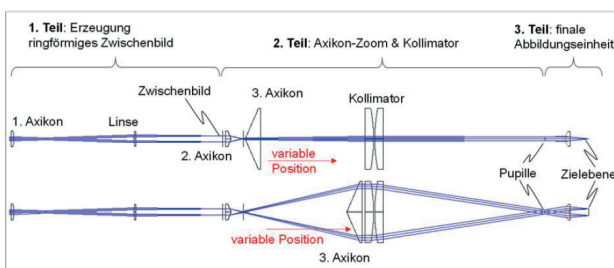 1. Teil: Erzeugung
ringförmiges Zwischenbild
2. Teil: Axikon-Zoom & Kollimator
3. Teil: finale
Abbildungseinheit
Zwischenbild
3. Axikon
Kollimator
1. Axikon
Linse
2. Axikon
variable
Position
Pupille
Zielebene
variable Position
3. Axikon